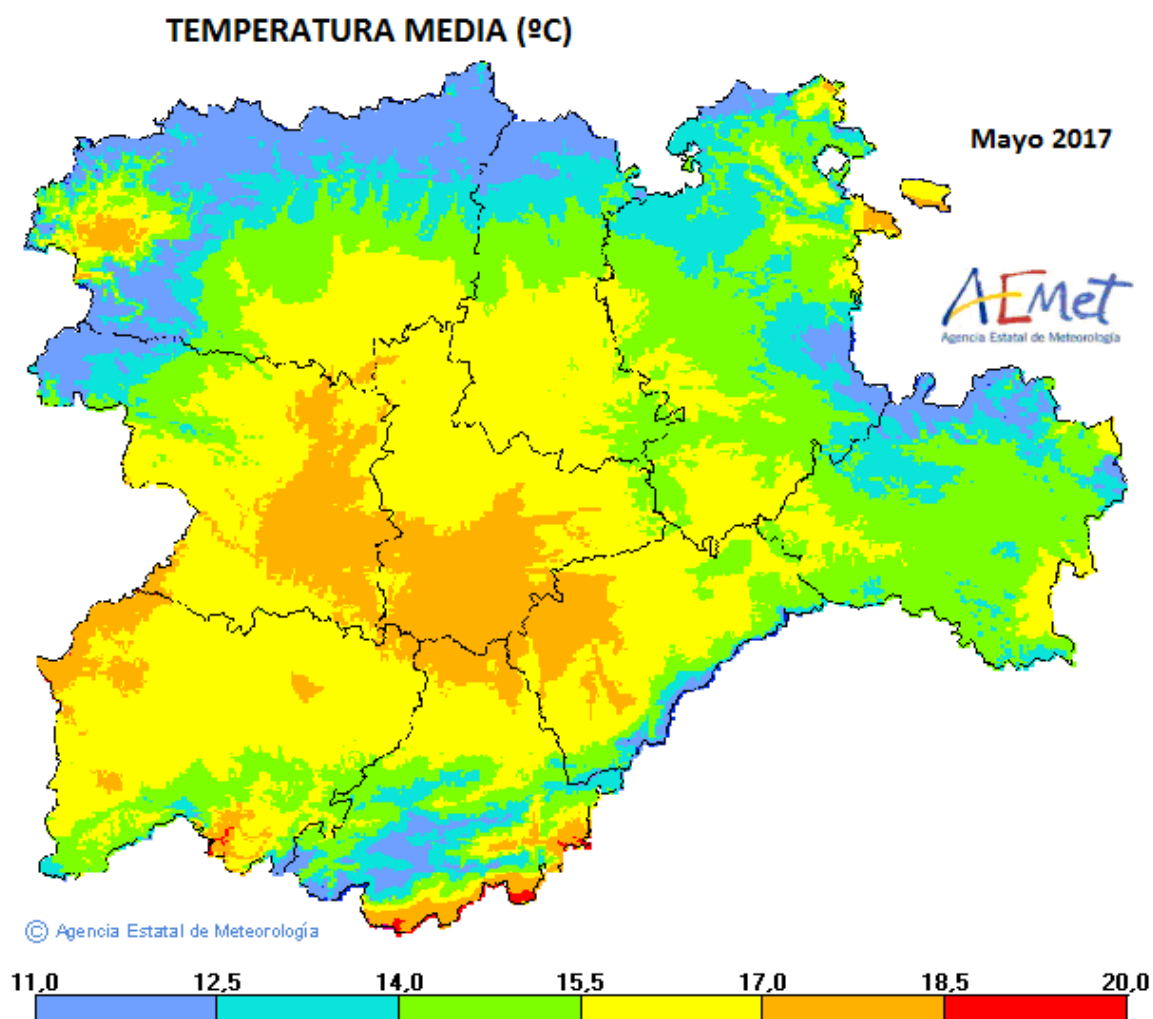 TEMPERATURA MEDIA (ºC)
Mayo 2017
AEMet
Agencia Estatal de Meteorología
© Agencia Estatal de Meteorología
11,0 12,5 14,0 15,5 17,0 18,5 20,0